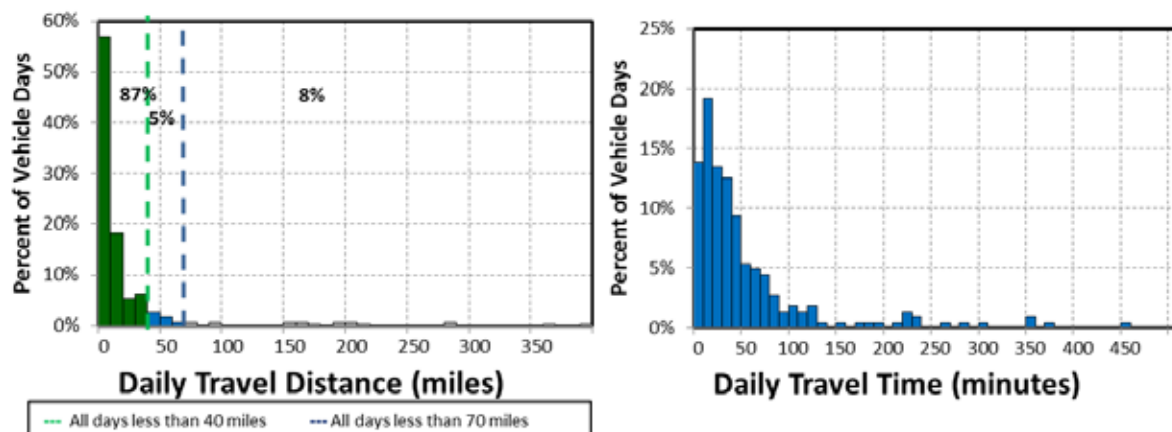 60%
50%
40%
30%
20%
10%
0%
Percent of Vehicle Days
87%
5%
8%
0 50 100 150 200 250 300 350
Daily Travel Distance (miles)
All days less than 40 miles All days less than 70 miles
25%
20%
15%
10%
5%
0%
Percent of Vehicle Days
0 50 100 150 200 250 300 350 400 450
Daily Travel Time (minutes)